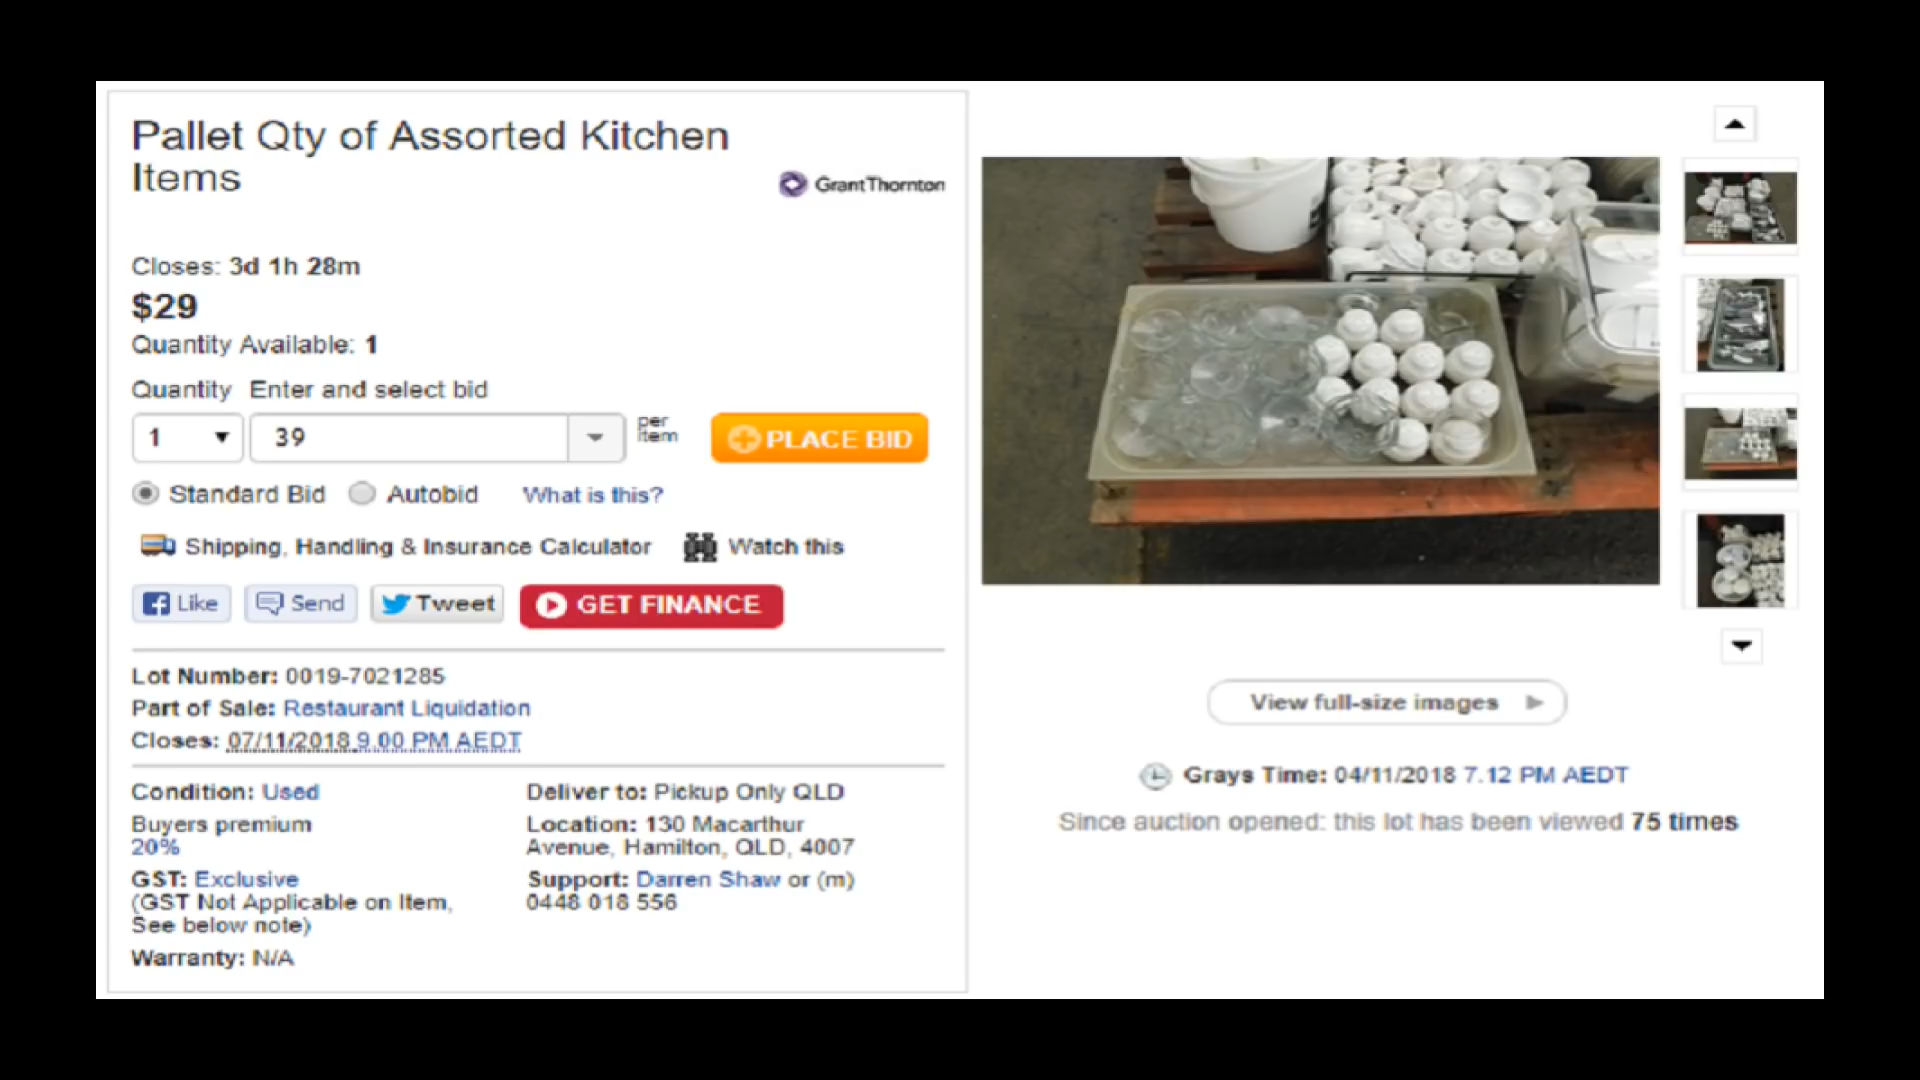 Pallet Qty of Assorted Kitchen
Items
GrantThornton
Closes: 3d 1h 28m
$29
Quantity Available: 1
Quantity Enter and select bid
1 39 per item PLACE BID
Standard Bid Autobid What is this?
Shipping, Handling & Insurance Calculator Watch this
Like Send Tweet GET FINANCE
Lot Number: 0019-7021285
Part of Sale: Restaurant Liquidation
Closes: 07/11/2018 9.00 PM AEDT
Condition: Used
Buyers premium
20%
GST: Exclusive
(GST Not Applicable on Item,
See below note)
Warranty: N/A
Deliver to: Pickup Only QLD
Location: 130 Macarthur
Avenue, Hamilton, QLD, 4007
Support: Darren Shaw or (m)
0448 018 556
View full-size images
Grays Time: 04/11/2018 7.12 PM AEDT
Since auction opened: this lot has been viewed 75 times